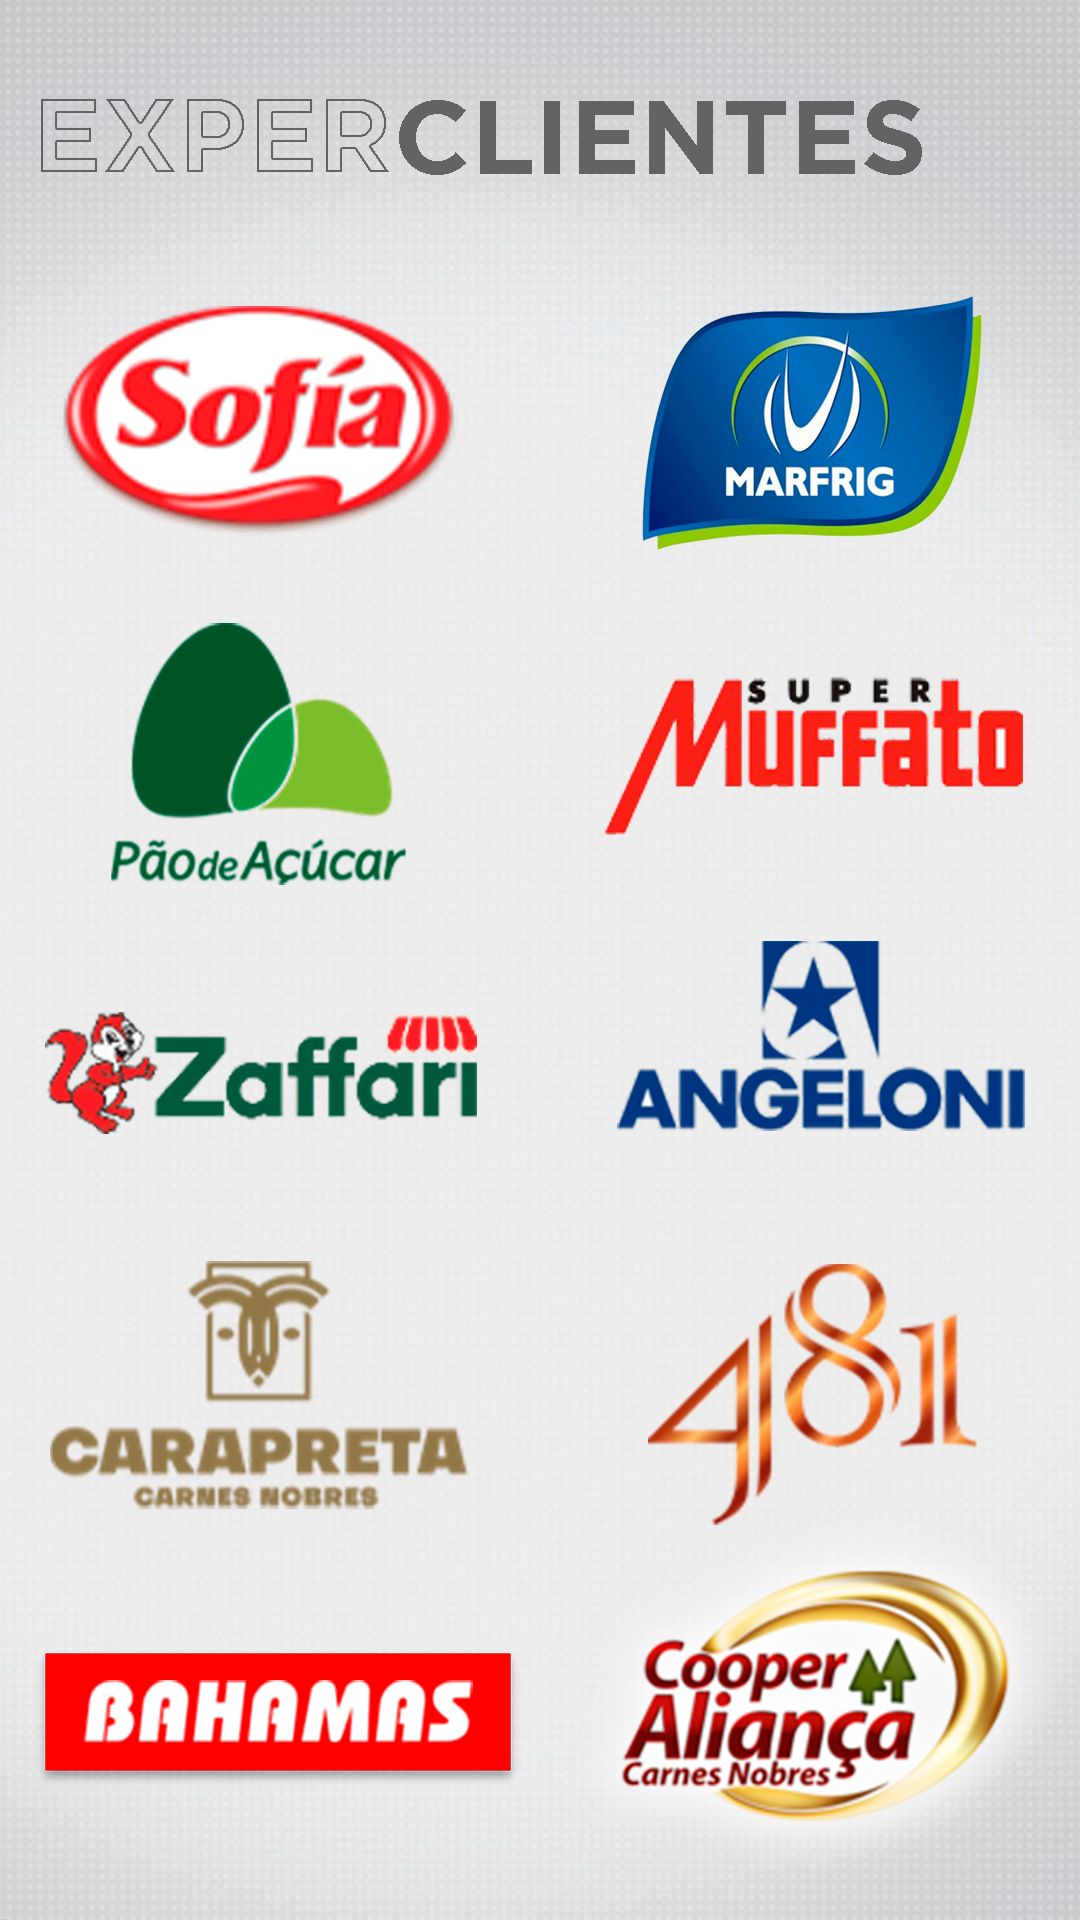 EXPERCLIENTES
Sofía
MARFRIG
PãodeAçúcar
SUPER
Muffato
Zaffari
ANGELONI
CARAPRETA
CARNES NOBRES
481
BAHAMAS
Cooper
Aliança
Carnes Nobres